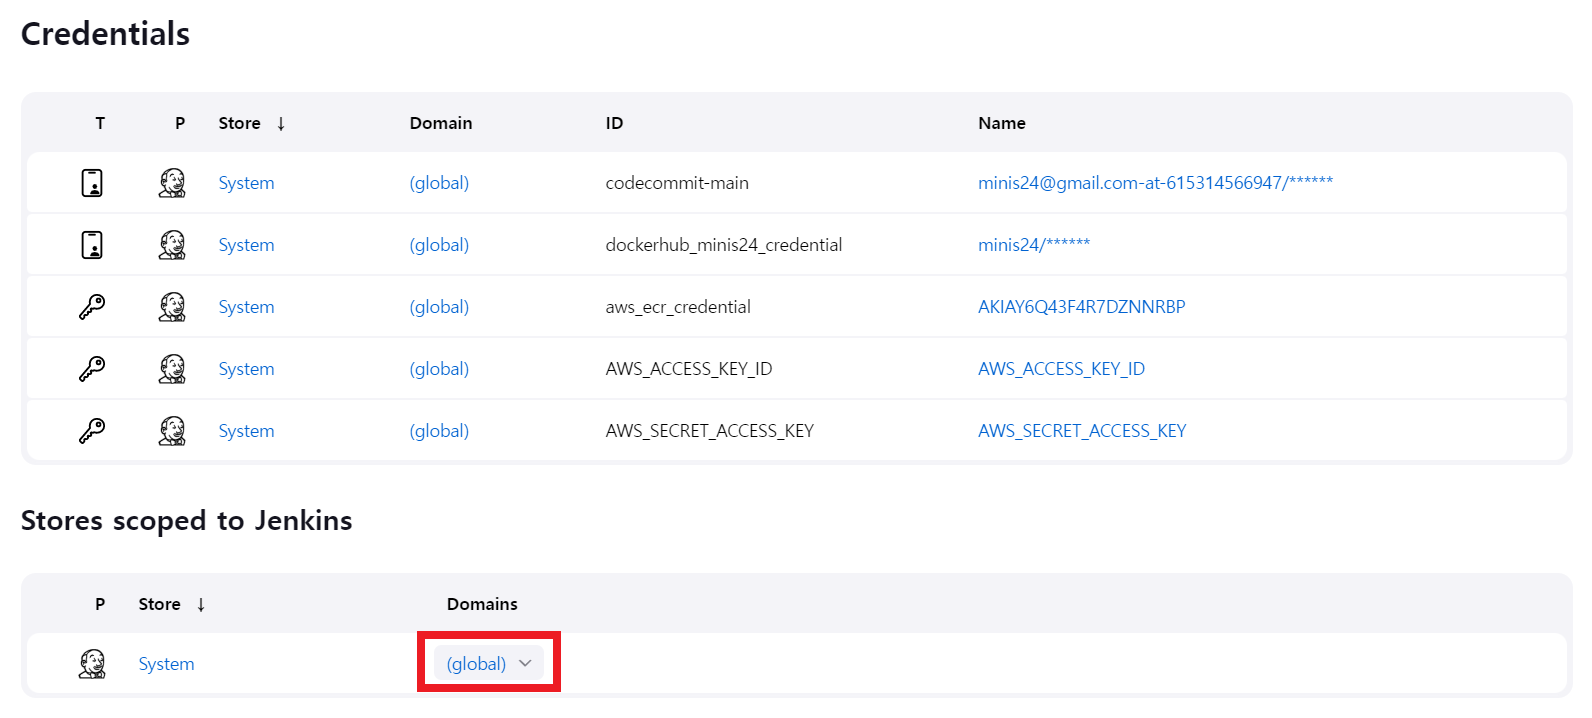 Credentials
T P Store ↓ Domain ID Name
System (global) codecommit-main minis24@gmail.com-at-615314566947/******
System (global) dockerhub_minis24_credential minis24/******
System (global) aws_ecr_credential AKIAY6Q43F4R7DZNNRBP
System (global) AWS_ACCESS_KEY_ID AWS_ACCESS_KEY_ID
System (global) AWS_SECRET_ACCESS_KEY AWS_SECRET_ACCESS_KEY
Stores scoped to Jenkins
P Store ↓ Domains
System (global)